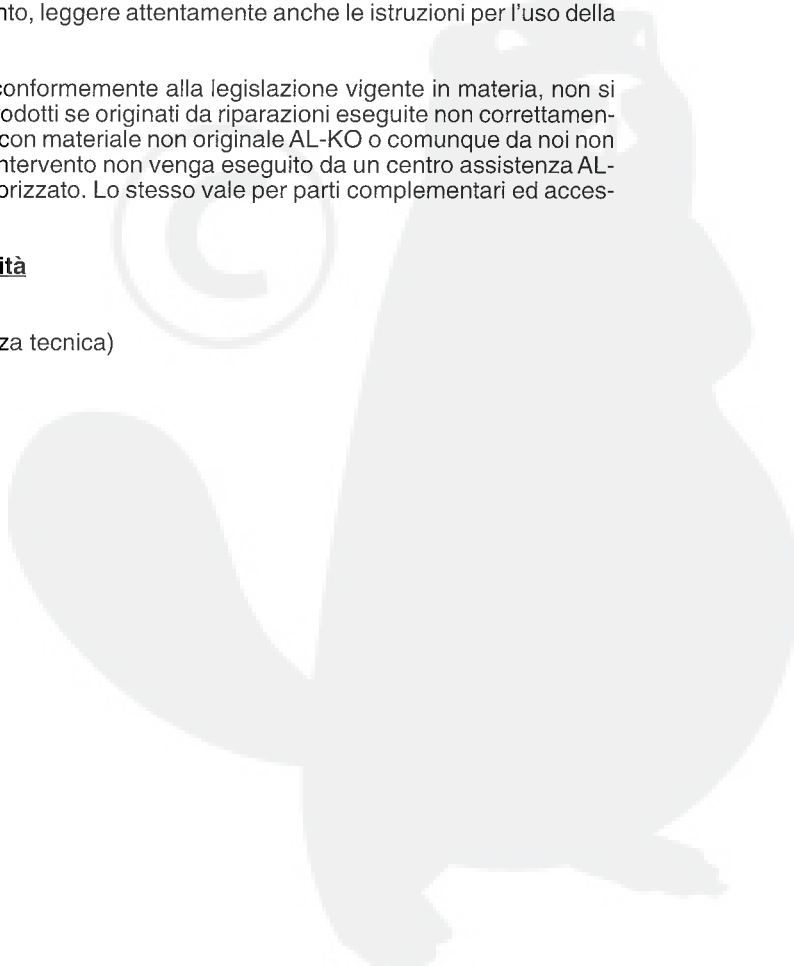 nto, leggere attentamente anche le istruzioni per l'uso della
conformemente alla legislazione vigente in materia, non si
odotti se originati da riparazioni eseguite non correttamen-
con materiale non originale AL-KO o comunque da noi non
ntervento non venga eseguito da un centro assistenza AL-
orizzato. Lo stesso vale per parti complementari ed acces-
ità
za tecnica)
©